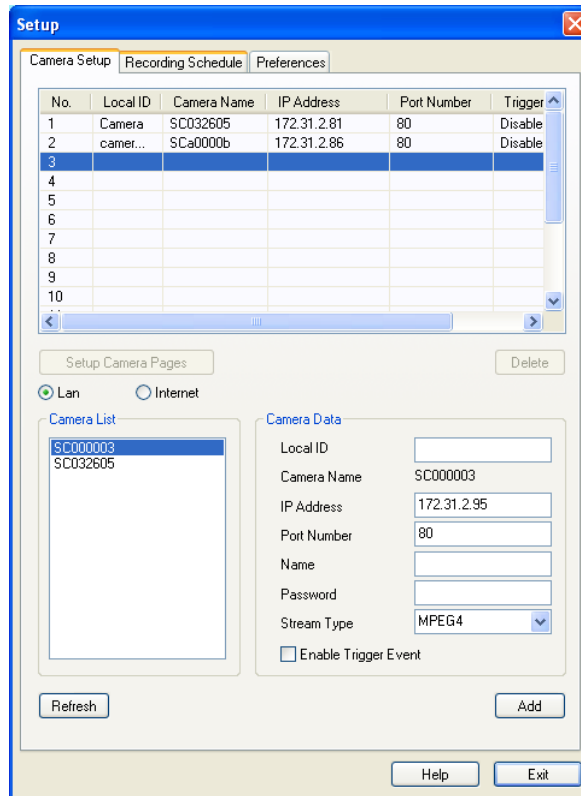 Setup
Camera Setup Recording Schedule Preferences
No. Local ID Camera Name IP Address Port Number Trigger
1 Camera SC032605 172.31.2.81 80 Disable
2 camer... SCa0000b 172.31.2.86 80 Disable
3
4
5
6
7
8
9
10
Setup Camera Pages Delete
Lan Internet
Camera List
SC000003
SC032605
Camera Data
Local ID
Camera Name SC000003
IP Address 172.31.2.95
Port Number 80
Name
Password
Stream Type MPEG4
Enable Trigger Event
Refresh Add
Help Exit